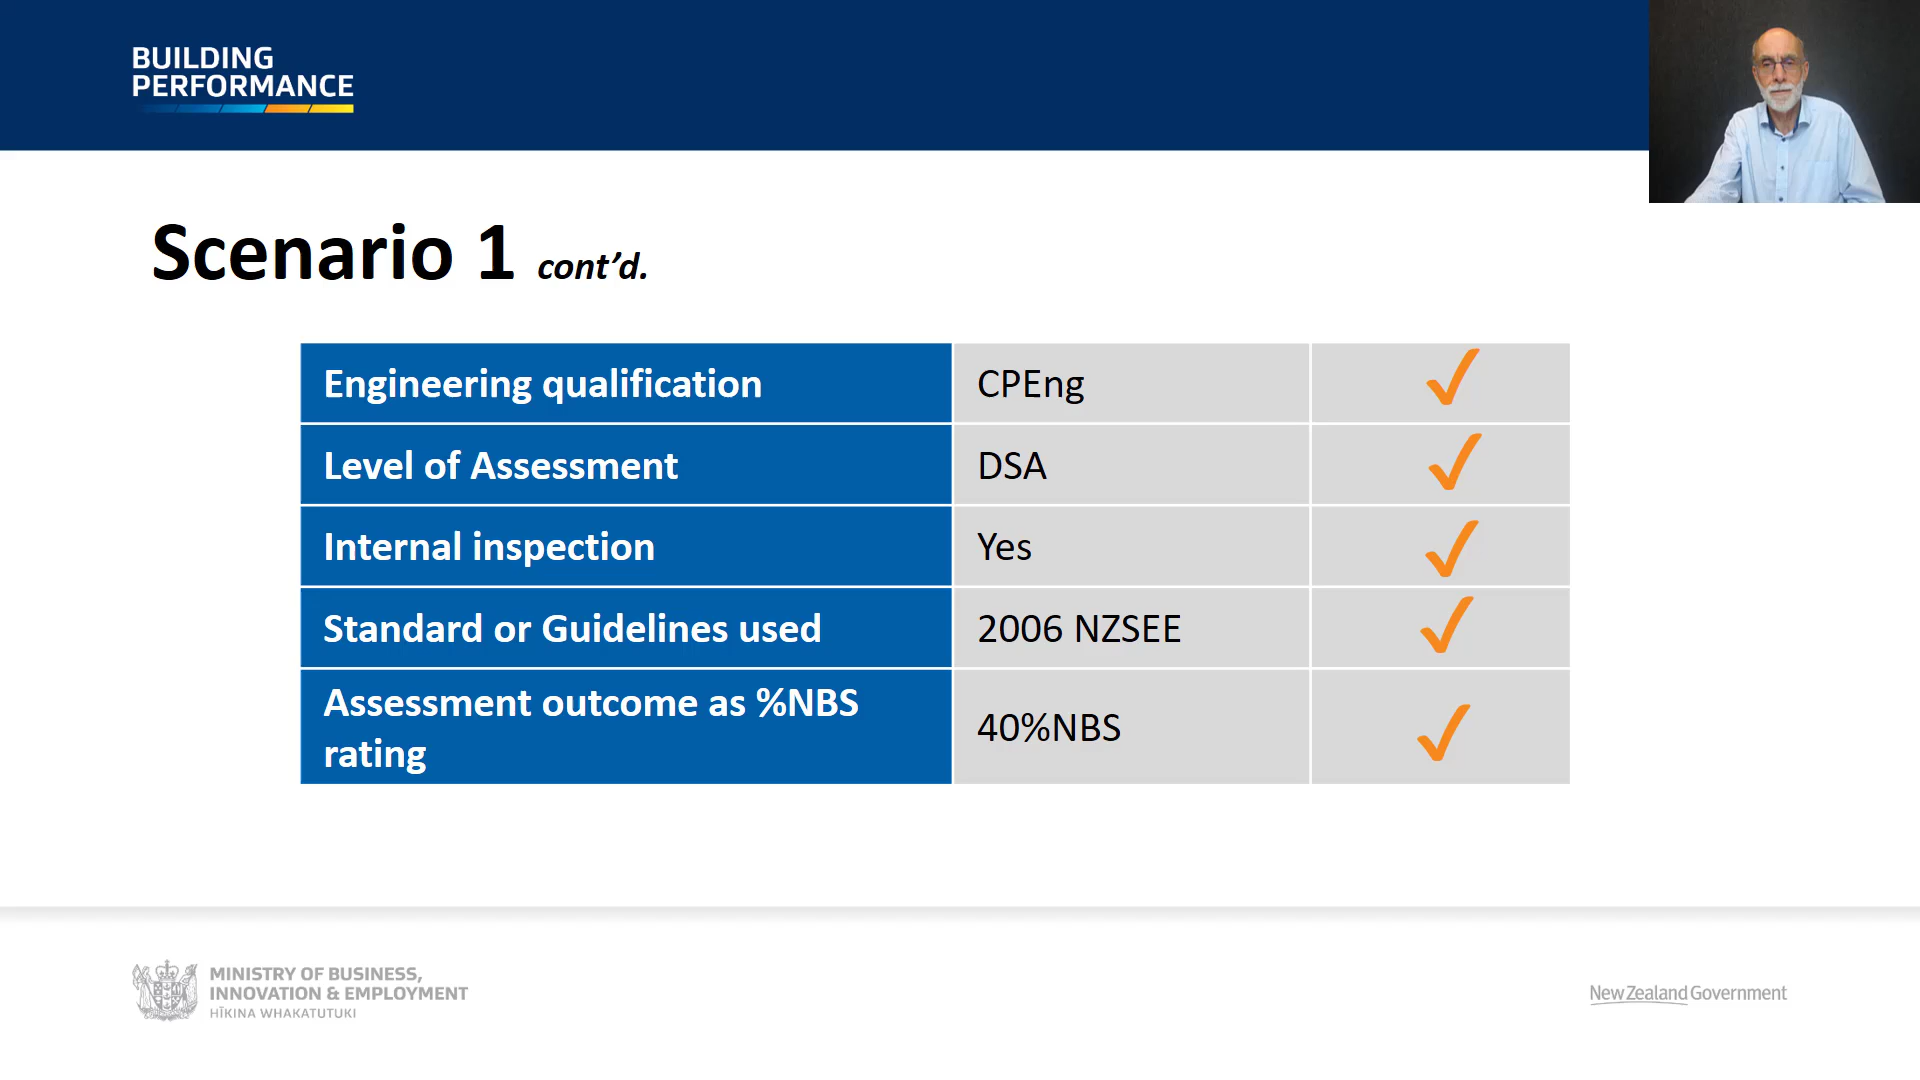 BUILDING
PERFORMANCE
Scenario 1 cont’d.
Engineering qualification CPEng
Level of Assessment DSA
Internal inspection Yes
Standard or Guidelines used 2006 NZSEE
Assessment outcome as %NBS
rating 40%NBS
MINISTRY OF BUSINESS,
INNOVATION & EMPLOYMENT
HĪKINA WHAKATUTUKI
New Zealand Government